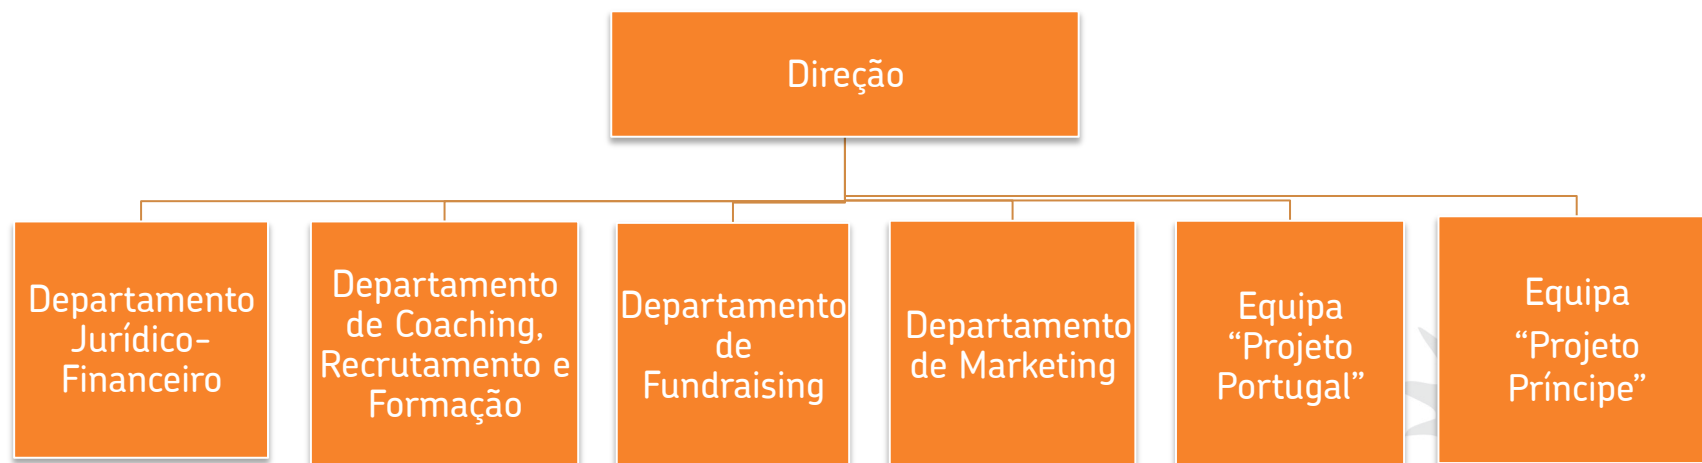 Direção
Departamento
Jurídico-
Financeiro
Departamento
de Coaching,
Recrutamento e
Formação
Departamento
de
Fundraising
Departamento
de Marketing
Equipa
“Projeto
Portugal”
Equipa
“Projeto
Príncipe”